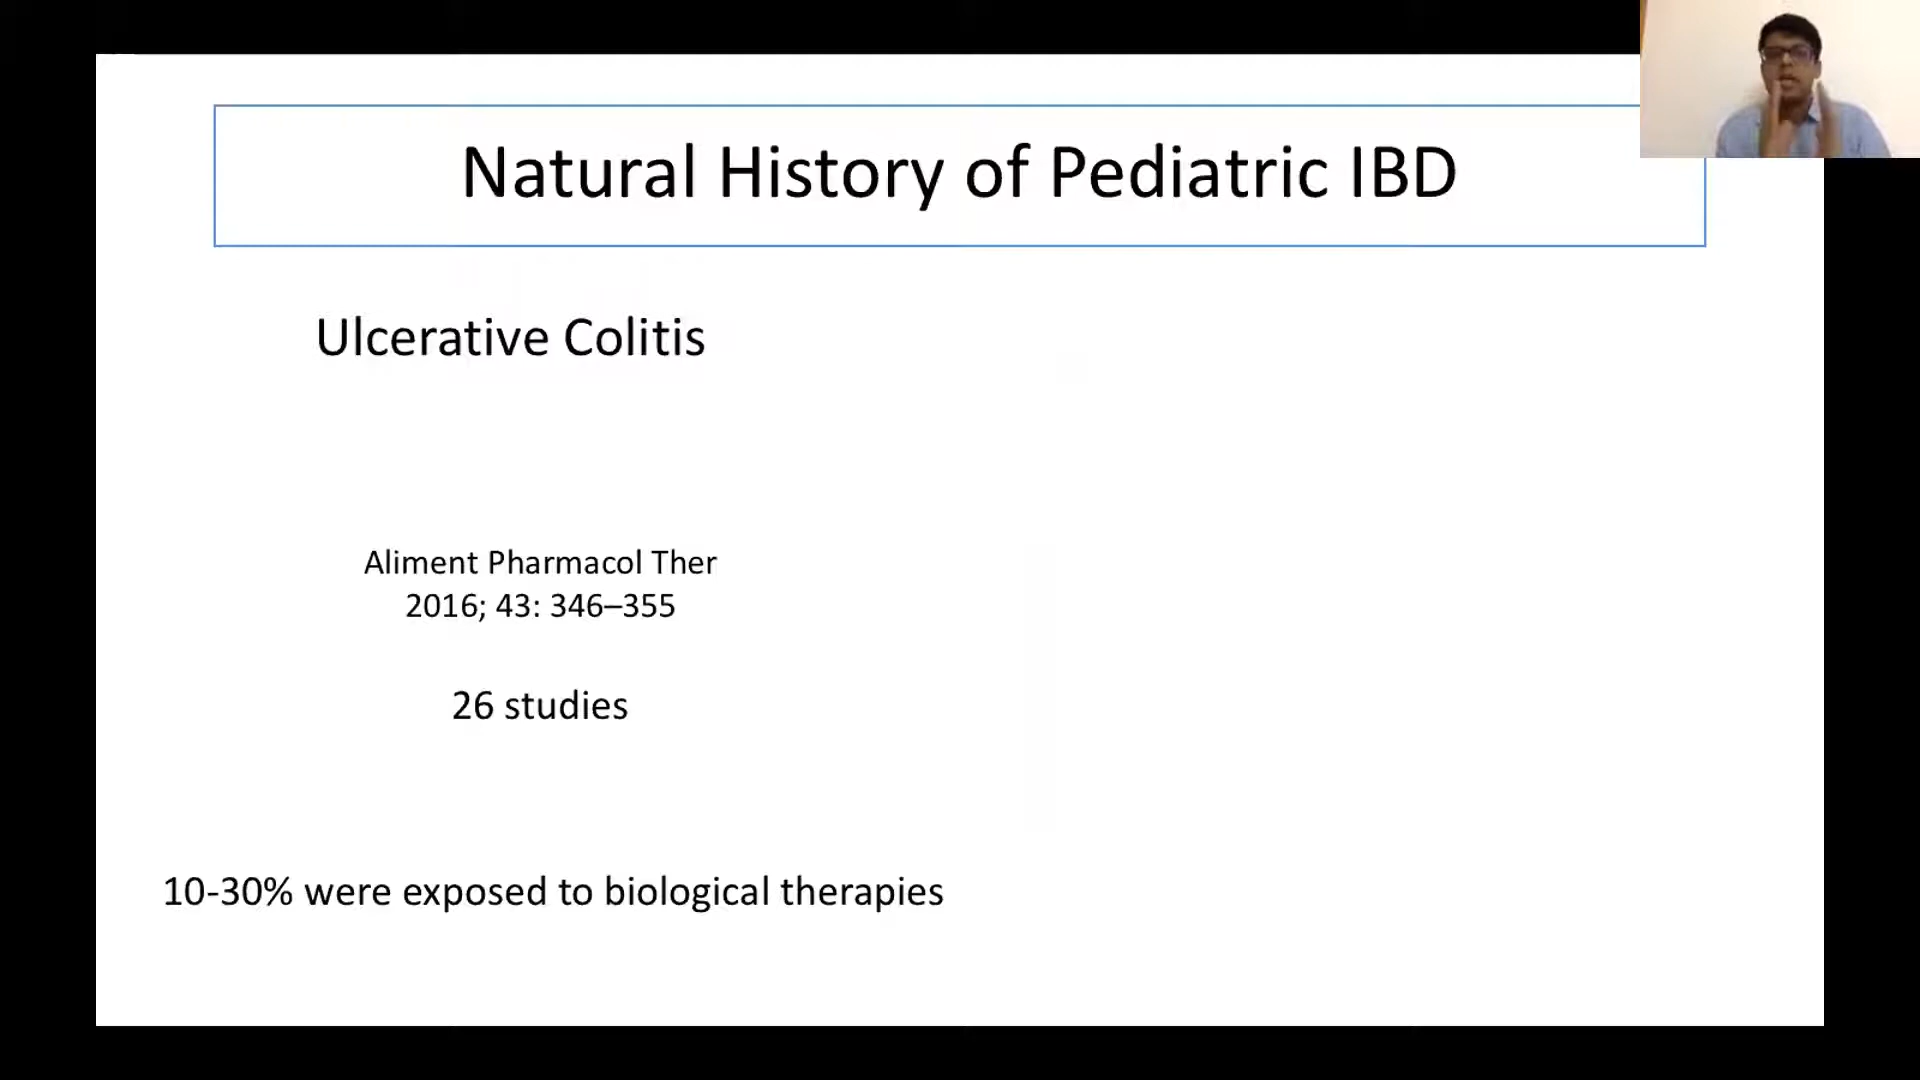 Natural History of Pediatric IBD
Ulcerative Colitis
Aliment Pharmacol Ther
2016; 43: 346–355
26 studies
10-30% were exposed to biological therapies